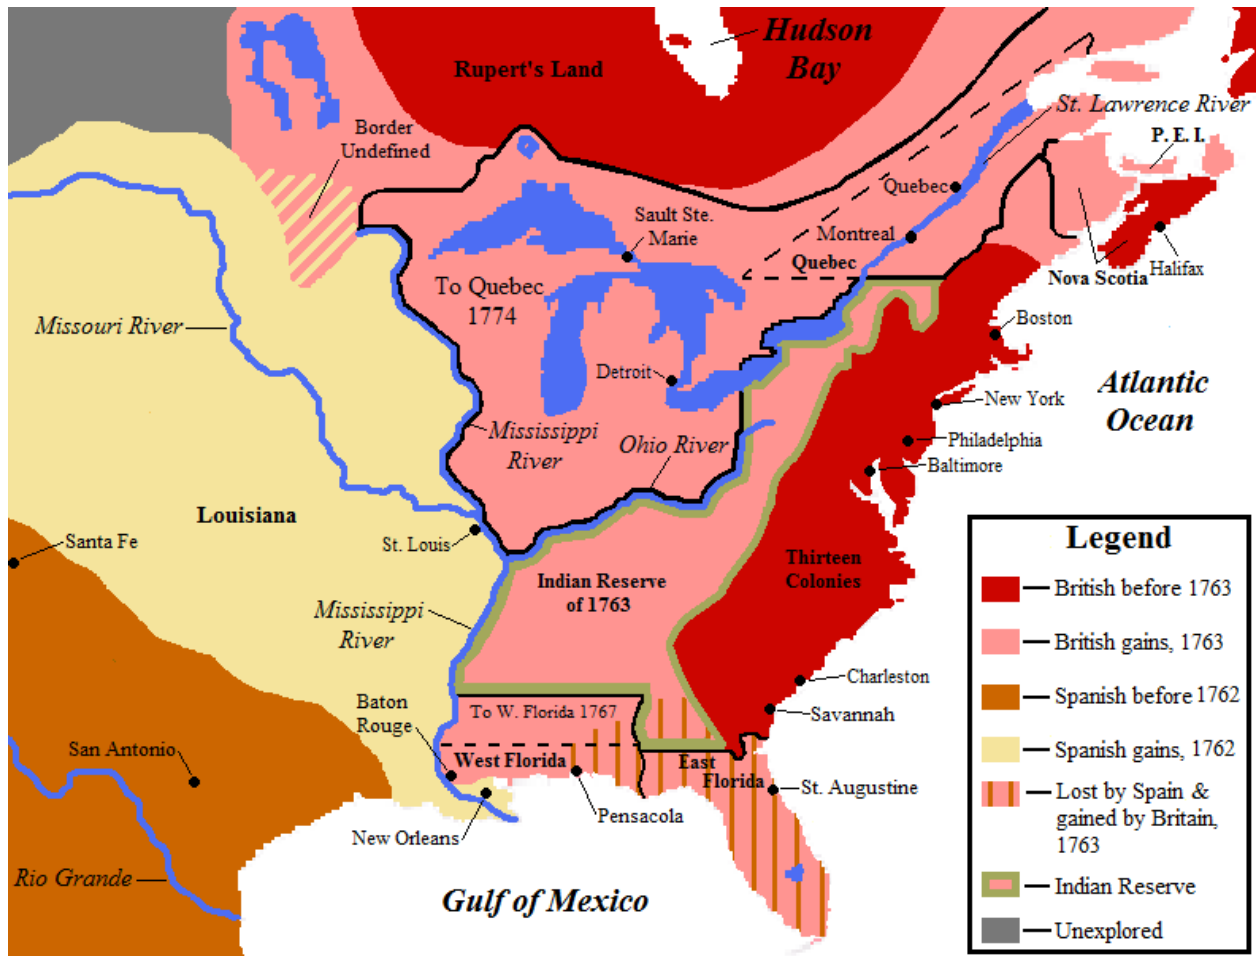 Hudson
Bay
Rupert's Land
St. Lawrence River
Border
Undefined
P. E. I.
Quebec
Sault Ste.
Marie
Montreal
Quebec
Nova Scotia
Halifax
To Quebec
1774
Missouri River
Boston
Detroit
Atlantic
Ocean
New York
Mississippi
River
Ohio River
Philadelphia
Baltimore
Louisiana
St. Louis
Santa Fe
Thirteen
Colonies
Indian Reserve
of 1763
Mississippi
River
Charleston
Baton
Rouge
To W. Florida 1767
Savannah
San Antonio
West Florida
East
Florida
St. Augustine
Pensacola
New Orleans
Rio Grande
Gulf of Mexico
Legend
British before 1763
British gains, 1763
Spanish before 1762
Spanish gains, 1762
Lost by Spain &
gained by Britain,
1763
Indian Reserve
Unexplored